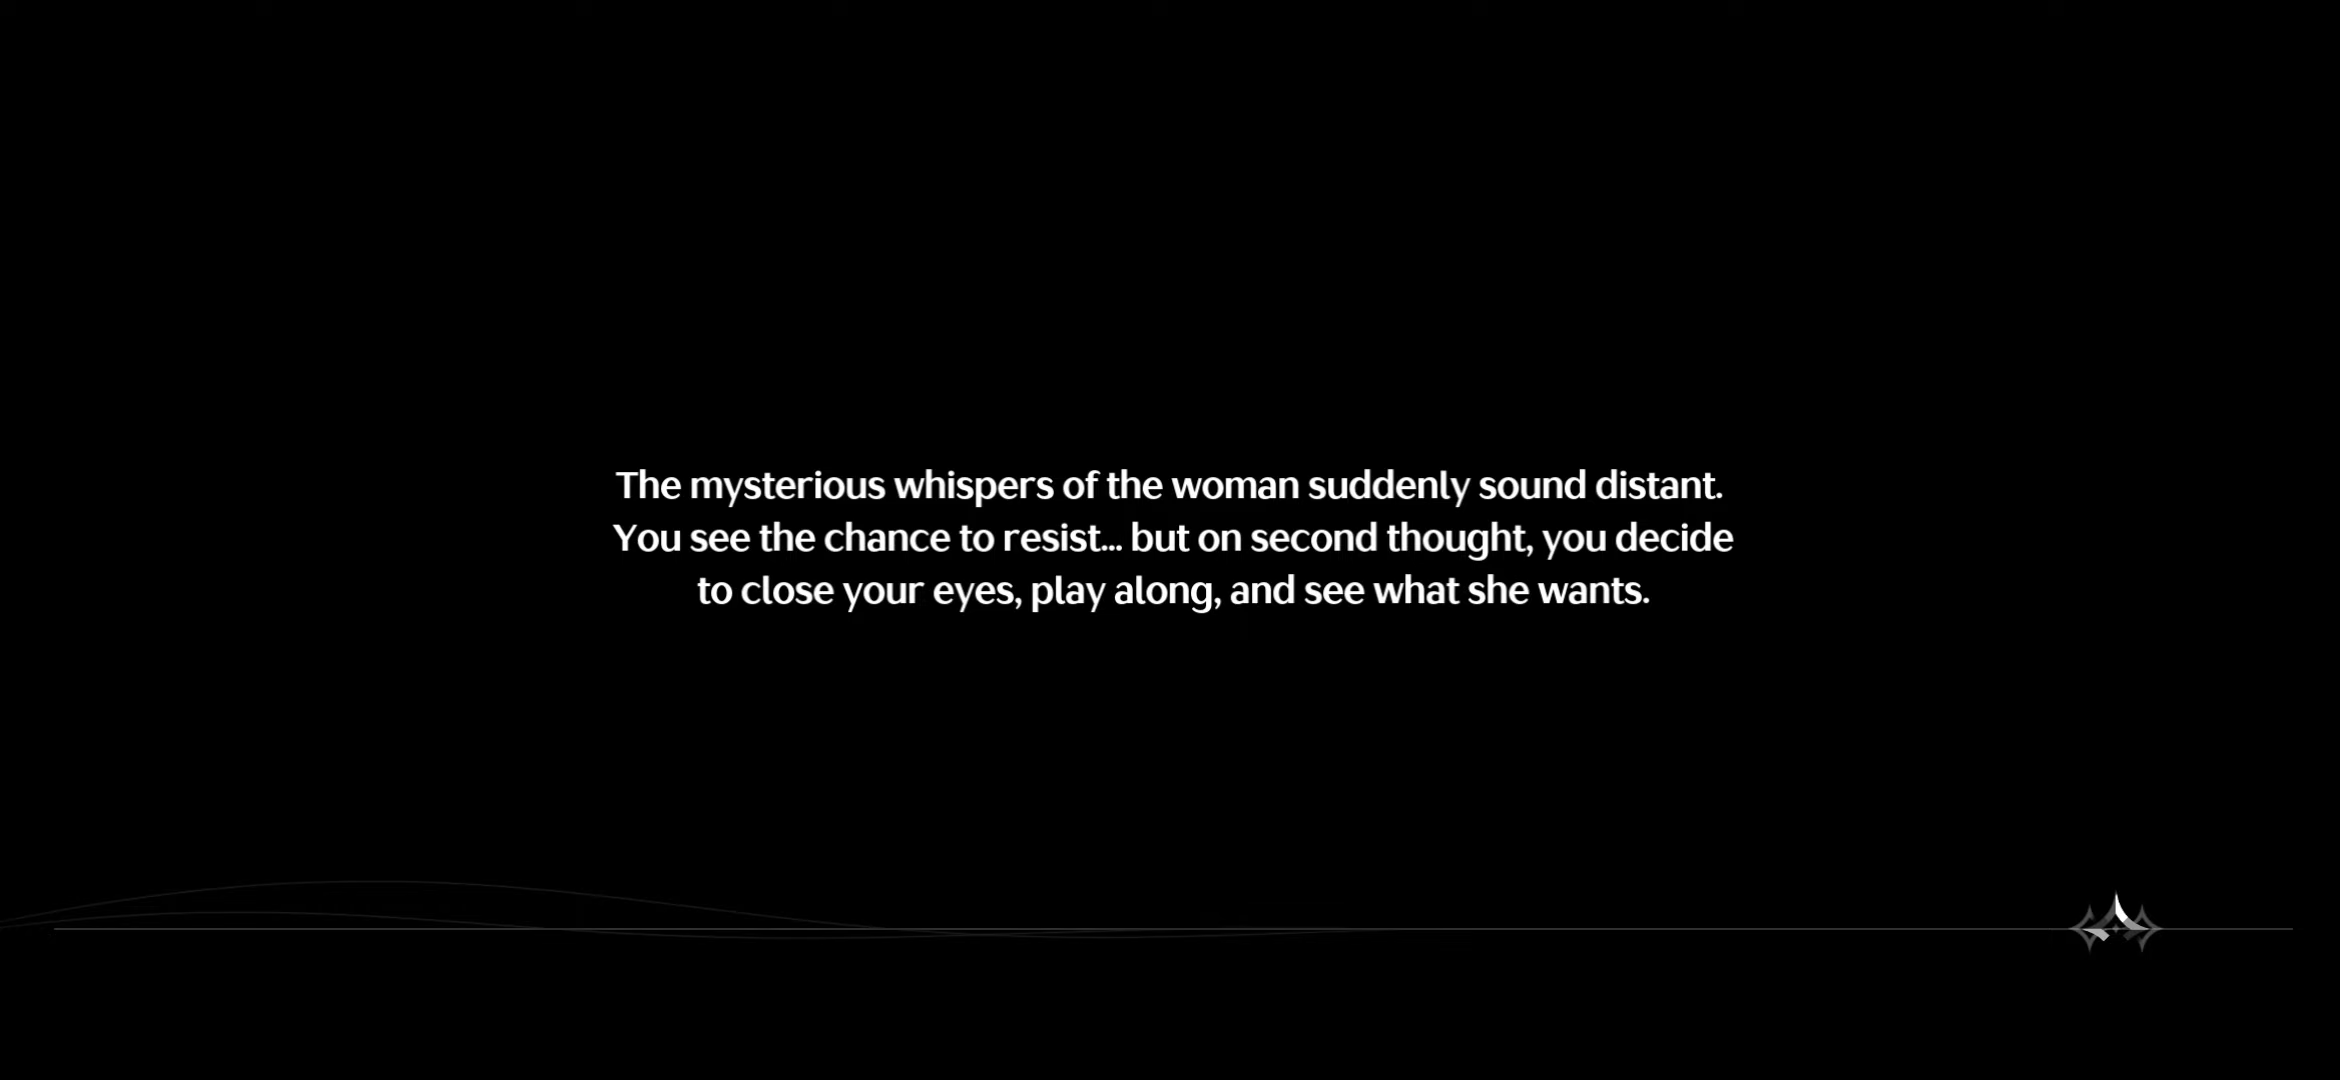 The mysterious whispers of the woman suddenly sound distant.
You see the chance to resist... but on second thought, you decide
to close your eyes, play along, and see what she wants.